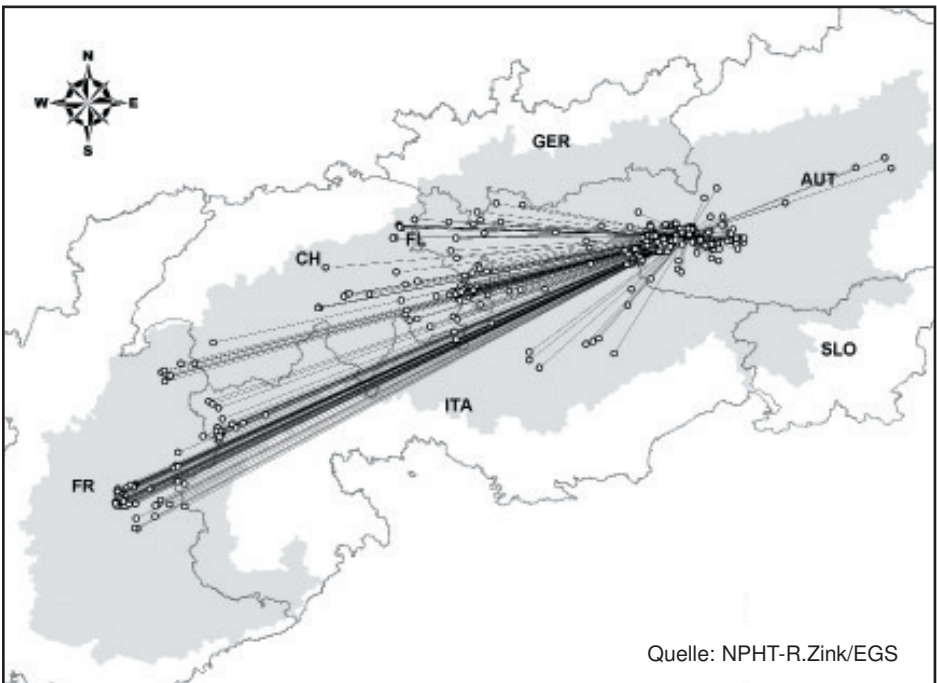 N
W E
S
GER
AUT
FL
CH
SLO
ITA
FR
Quelle: NPHT-R.Zink/EGS